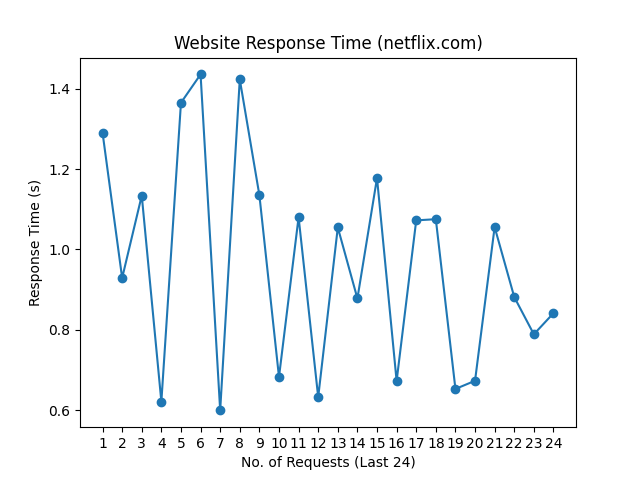 Website Response Time (netflix.com)
Response Time (s)
1.4
1.2
1.0
0.8
0.6
1 2 3 4 5 6 7 8 9 10 11 12 13 14 15 16 17 18 19 20 21 22 23 24
No. of Requests (Last 24)